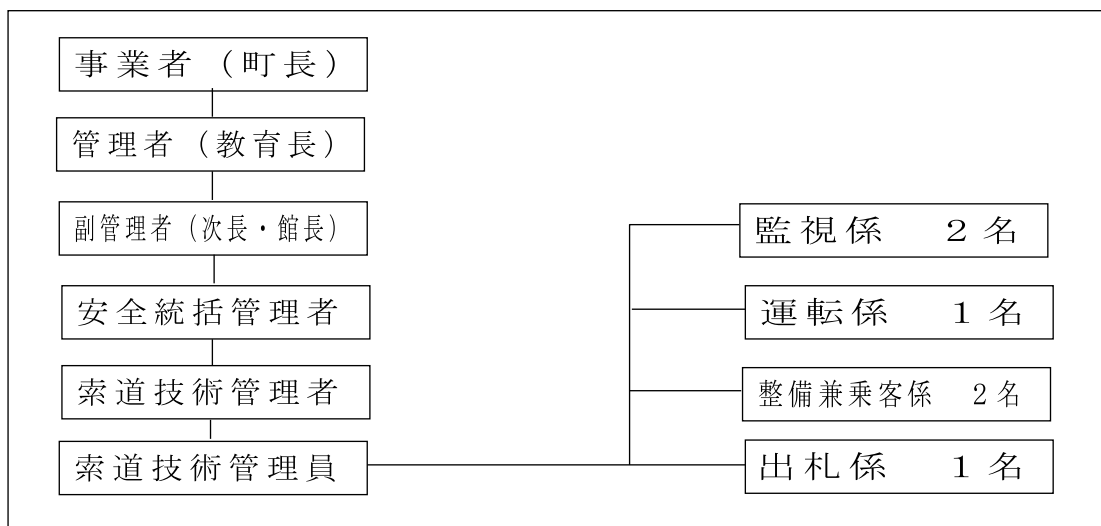 事業者（町長）
管理者（教育長）
副管理者（次長・館長）
安全統括管理者
索道技術管理者
索道技術管理員
監視係　２名
運転係　１名
整備兼乗客係　２名
出札係　１名